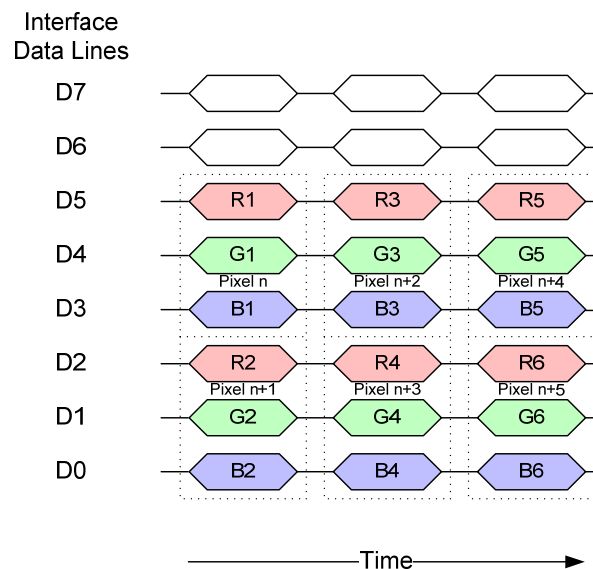 Interface
Data Lines
D7
D6
D5 R1 R3 R5
D4 G1 G3 G5
Pixel n Pixel n+2 Pixel n+4
D3 B1 B3 B5
D2 R2 R4 R6
Pixel n+1 Pixel n+3 Pixel n+5
D1 G2 G4 G6
D0 B2 B4 B6
Time